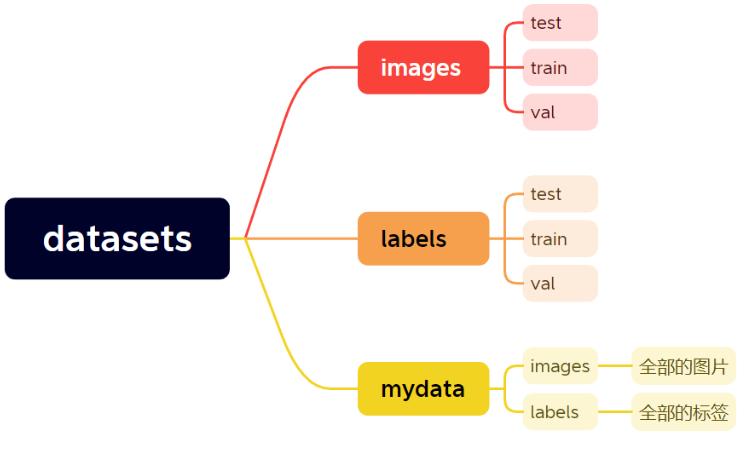 datasets
images
test
train
val
labels
test
train
val
mydata
images
全部的图片
labels
全部的标签